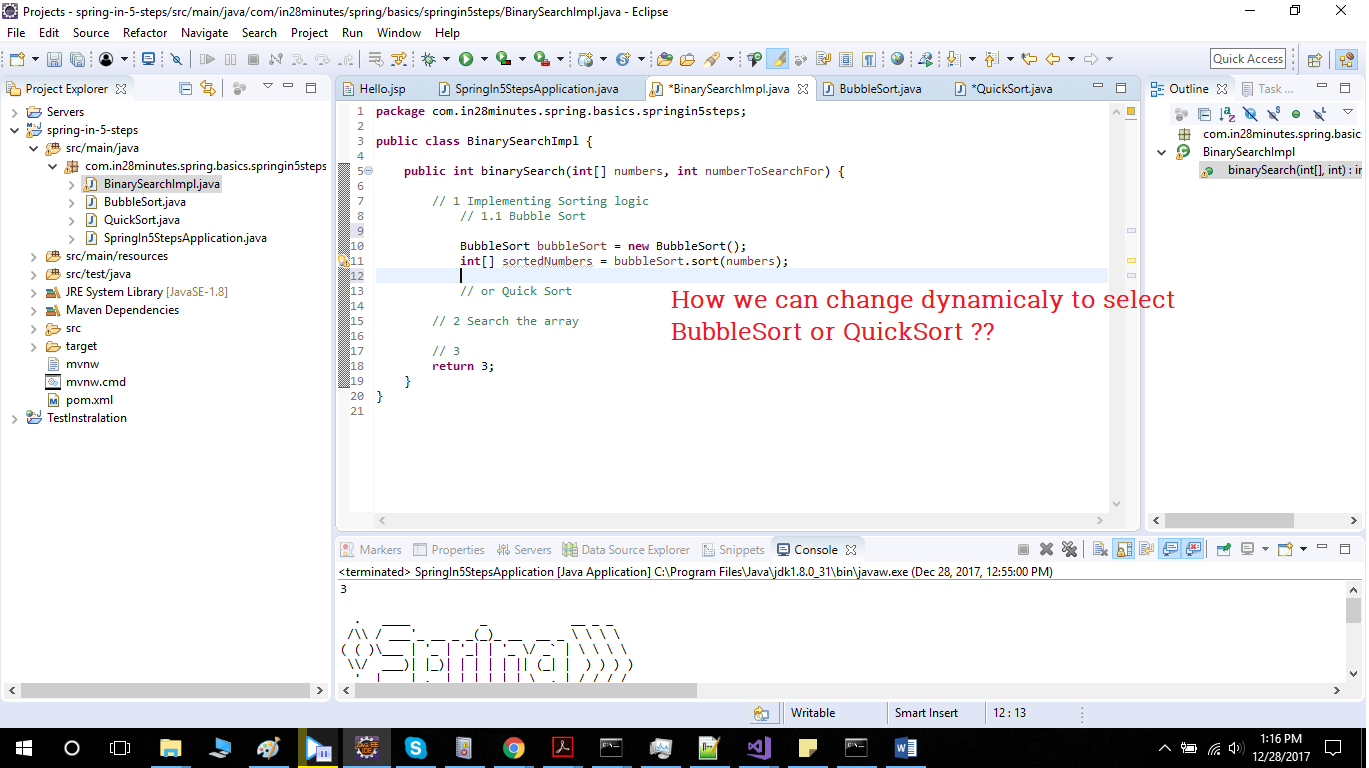 Projects - spring-in-5-steps/src/main/java/com/in28minutes/spring/basics/springin5steps/BinarySearchImpl.java - Eclipse
File Edit Source Refactor Navigate Search Project Run Window Help
Quick Access
Project Explorer
Servers
spring-in-5-steps
src/main/java
com.in28minutes.spring.basics.springin5steps
BinarySearchImpl.java
BubbleSort.java
QuickSort.java
SpringIn5StepsApplication.java
src/main/resources
src/test/java
JRE System Library [JavaSE-1.8]
Maven Dependencies
src
target
mvnw
mvnw.cmd
pom.xml
TestInstralation
Hello.jsp SpringIn5StepsApplication.java *BinarySearchImpl.java BubbleSort.java *QuickSort.java
1 package com.in28minutes.spring.basics.springin5steps;
2
3 public class BinarySearchImpl {
4
5 public int binarySearch(int[] numbers, int numberToSearchFor) {
6
7 // 1 Implementing Sorting logic
8 // 1.1 Bubble Sort
9
10 BubbleSort bubbleSort = new BubbleSort();
11 int[] sortedNumbers = bubbleSort.sort(numbers);
12
13 // or Quick Sort
14
15 // 2 Search the array
16
17 // 3
18 return 3;
19 }
20 }
21
How we can change dynamicaly to select
BubbleSort or QuickSort ??
Outline Task ...
com.in28minutes.spring.basic
BinarySearchImpl
binarySearch(int[], int) : ir
Markers Properties Servers Data Source Explorer Snippets Console
<terminated> SpringIn5StepsApplication [Java Application] C:\Program Files\Java\jdk1.8.0_31\bin\javaw.exe (Dec 28, 2017, 12:55:00 PM)
3
Spring
Writable Smart Insert 12 : 13
1:16 PM
12/28/2017